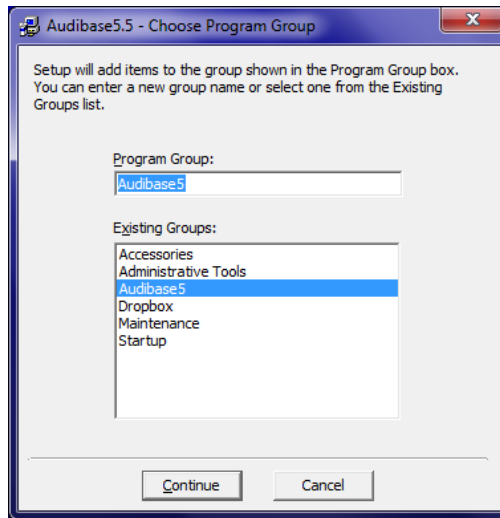 Audibase5.5 - Choose Program Group
Setup will add items to the group shown in the Program Group box.
You can enter a new group name or select one from the Existing
Groups list.
Program Group:
Audibase5
Existing Groups:
Accessories
Administrative Tools
Audibase5
Dropbox
Maintenance
Startup
Continue
Cancel